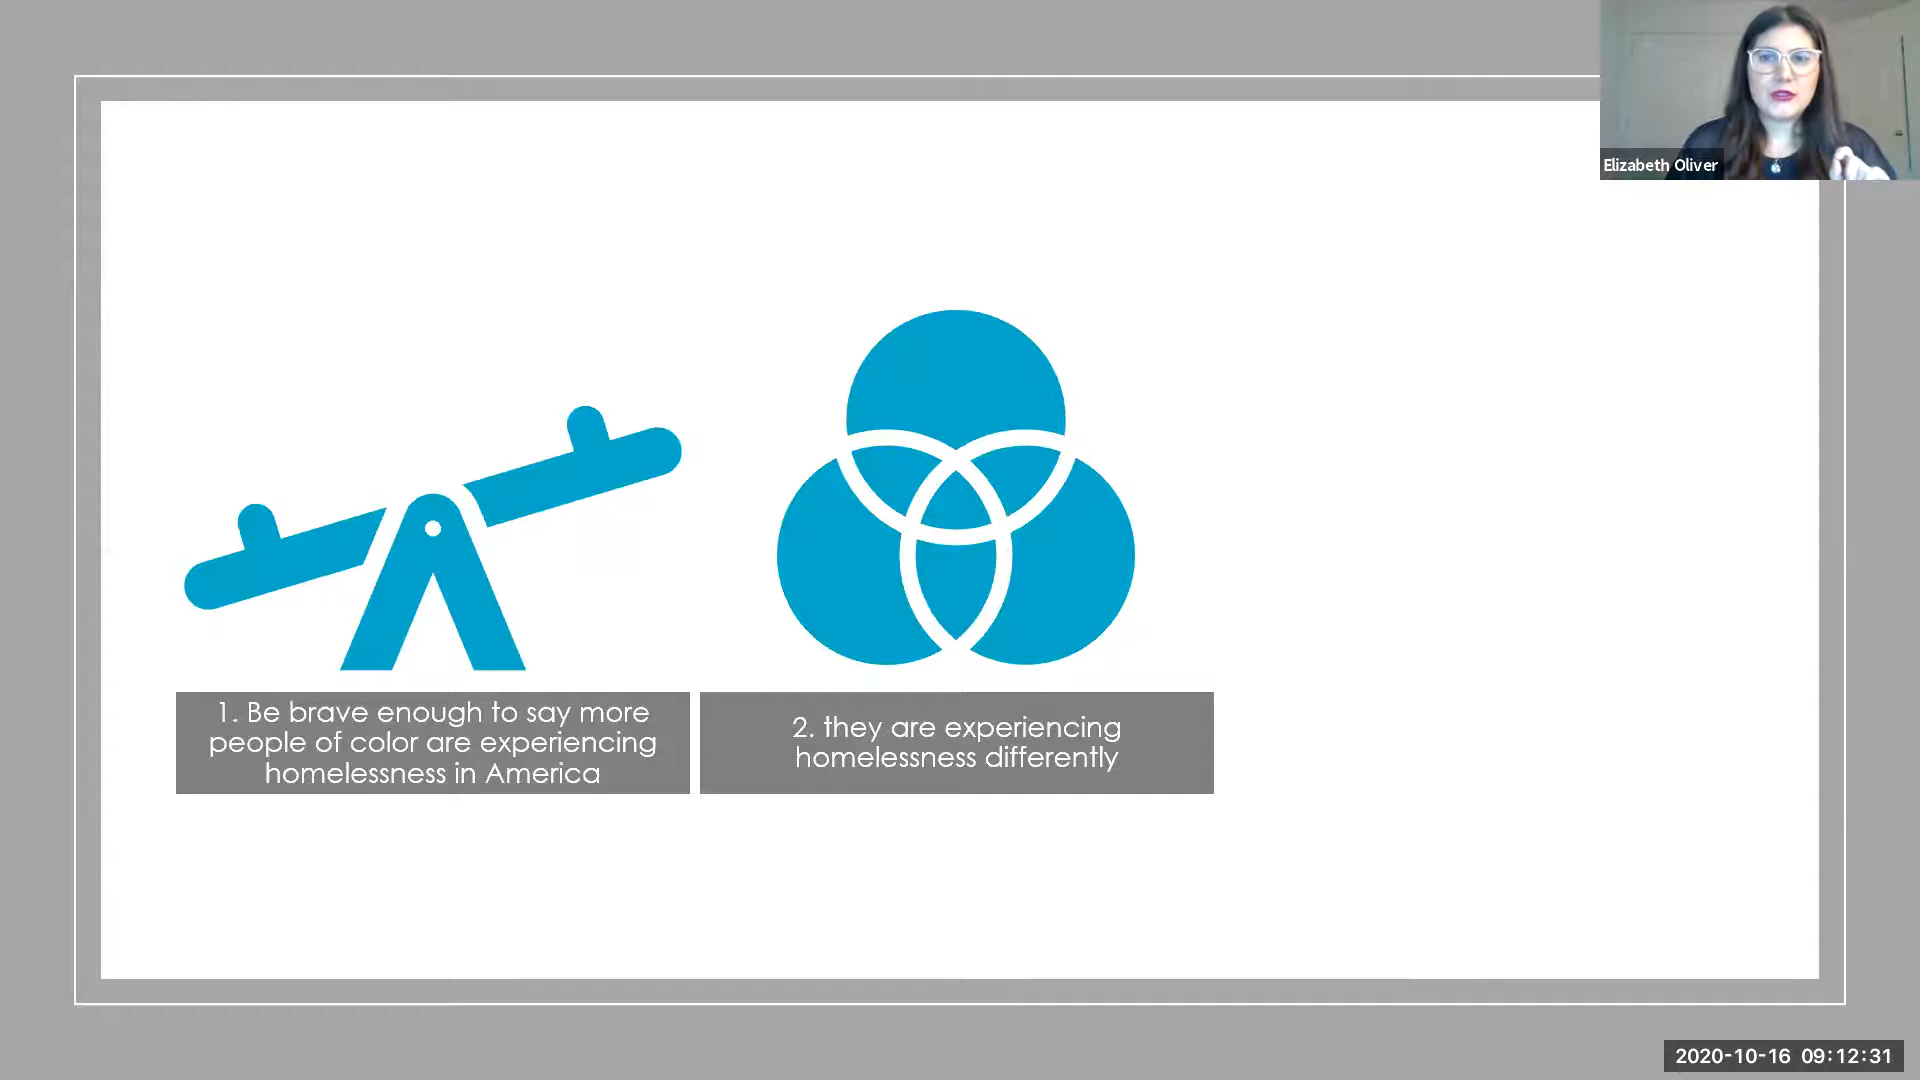 Elizabeth Oliver
1. Be brave enough to say more
people of color are experiencing
homelessness in America
2. they are experiencing
homelessness differently
2020-10-16 09:12:31